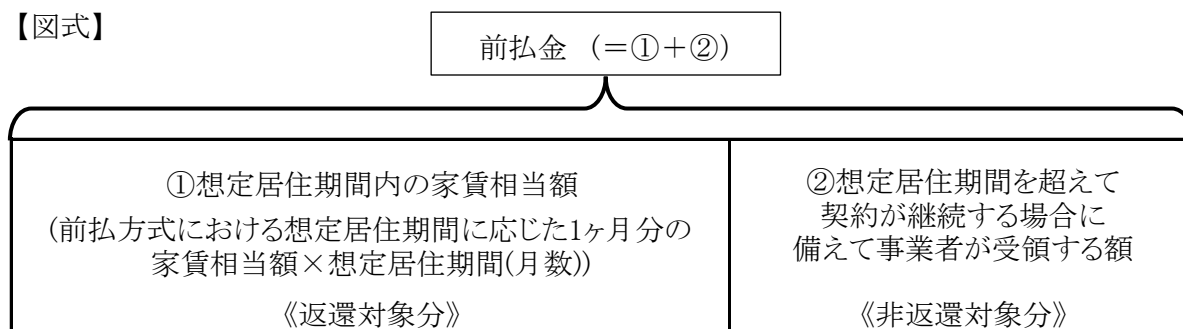 【図式】
前払金 (=①+②)
①想定居住期間内の家賃相当額
(前払方式における想定居住期間に応じた1ヶ月分の
家賃相当額×想定居住期間(月数))
《返還対象分》
②想定居住期間を超えて
契約が継続する場合に
備えて事業者が受領する額
《非返還対象分》